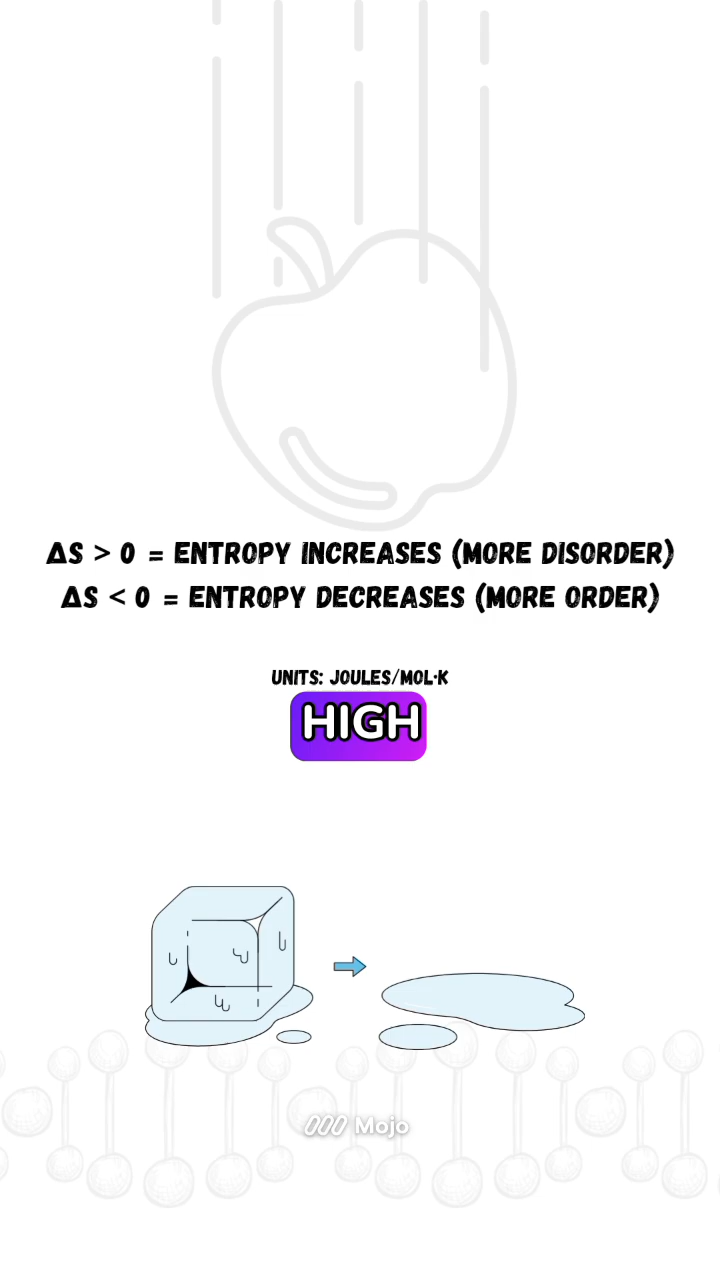 ΔS > 0 = ENTROPY INCREASES (MORE DISORDER)
ΔS < 0 = ENTROPY DECREASES (MORE ORDER)
UNITS: JOULES/MOL·K
HIGH
Mojo